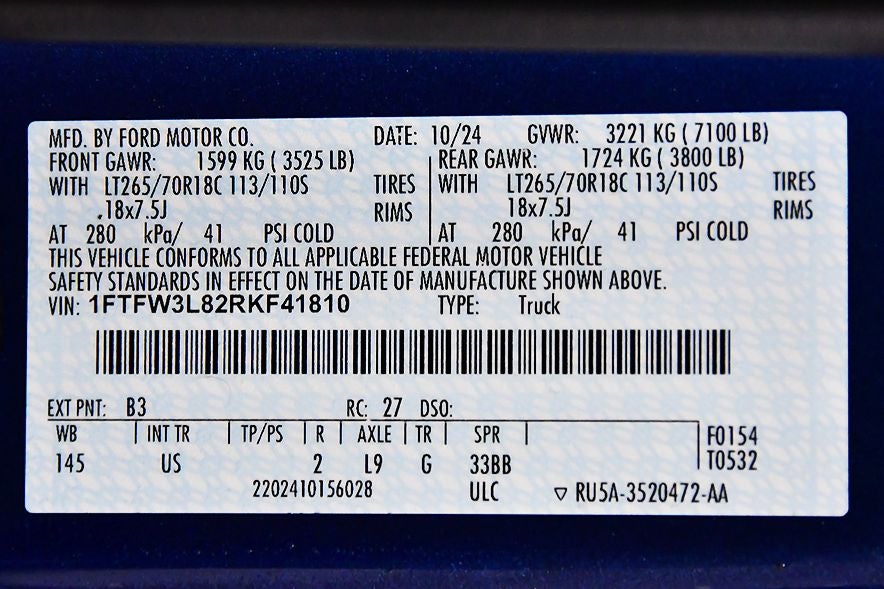 MFD. BY FORD MOTOR CO. DATE: 10/24 GVWR: 3221 KG ( 7100 LB)
FRONT GAWR: 1599 KG ( 3525 LB) REAR GAWR: 1724 KG ( 3800 LB)
WITH LT265/70R18C 113/110S TIRES WITH LT265/70R18C 113/110S TIRES
18x7.5J RIMS 18x7.5J RIMS
AT 280 kPa/ 41 PSI COLD AT 280 kPa/ 41 PSI COLD
THIS VEHICLE CONFORMS TO ALL APPLICABLE FEDERAL MOTOR VEHICLE
SAFETY STANDARDS IN EFFECT ON THE DATE OF MANUFACTURE SHOWN ABOVE.
VIN: 1FTFW3L82RKF41810 TYPE: Truck
EXT PNT: B3 RC: 27 DSO:
WB INT TR TP/PS R AXLE TR SPR F0154
145 US 2 L9 G 33BB T0532
2202410156028 ULC ▽ RU5A-3520472-AA